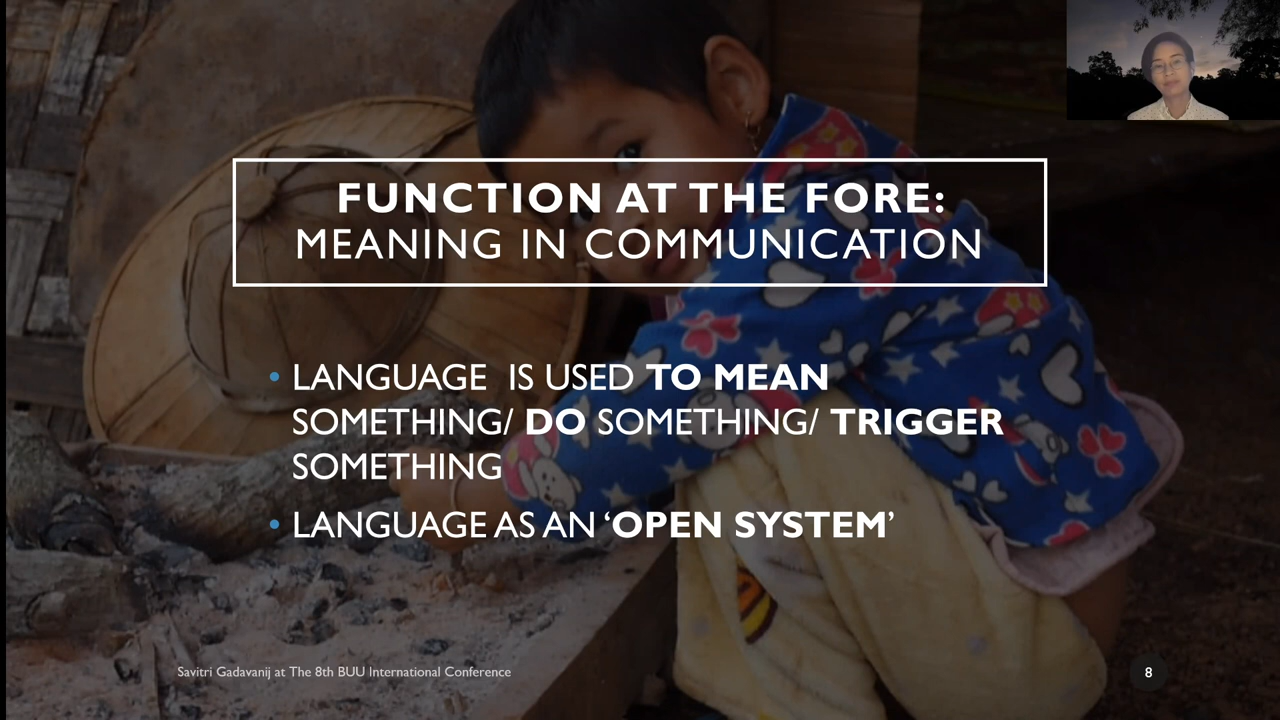 FUNCTION AT THE FORE:
MEANING IN COMMUNICATION
• LANGUAGE IS USED TO MEAN
SOMETHING/ DO SOMETHING/ TRIGGER
SOMETHING
• LANGUAGE AS AN ‘OPEN SYSTEM’
Savitri Gadavanij at The 8th BUU International Conference
8